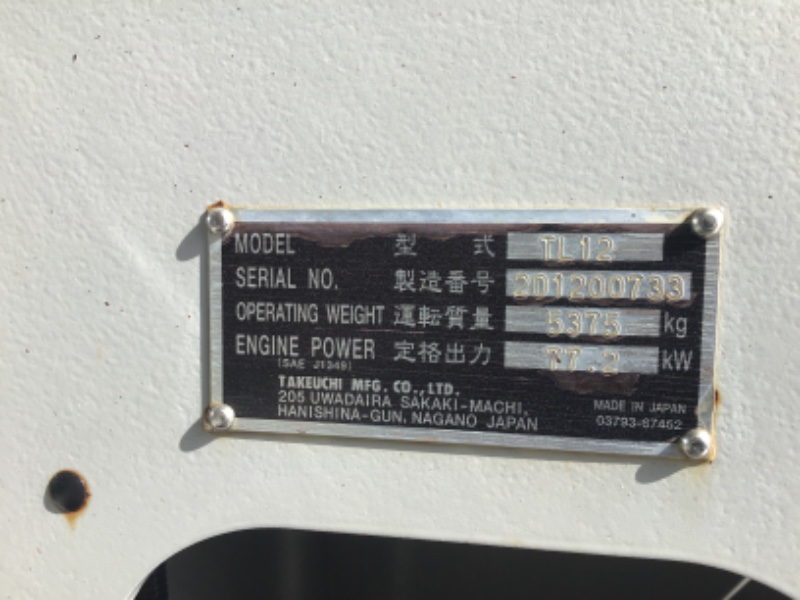 MODEL 型 式 TL12
SERIAL NO. 製造番号 201200733
OPERATING WEIGHT 運転質量 5375 kg
ENGINE POWER 定格出力 77.2 kW
(SAE J1349)
TAKEUCHI MFG. CO., LTD.
205 UWADAIRA SAKAKI-MACHI,
HANISHINA-GUN, NAGANO JAPAN
MADE IN JAPAN
03793-67452